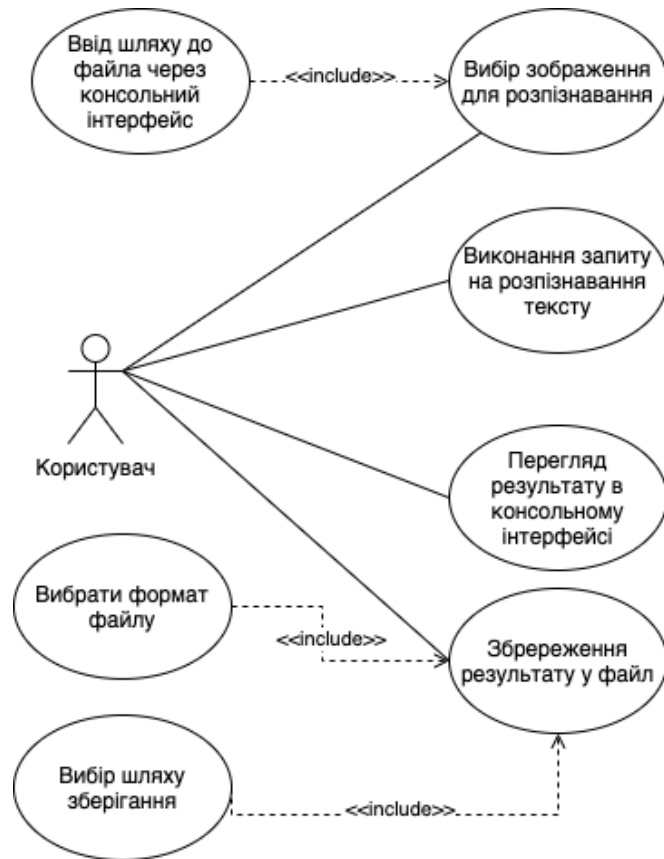 Ввід шляху до
файла через
консольний
інтерфейс
<<include>>
Вибір зображення
для розпізнавання
Виконання запиту
на розпізнавання
тексту
Користувач
Перегляд
результату в
консольному
інтерфейсі
Вибрати формат
файлу
<<include>>
Збререження
результату у файл
Вибір шляху
зберігання
<<include>>